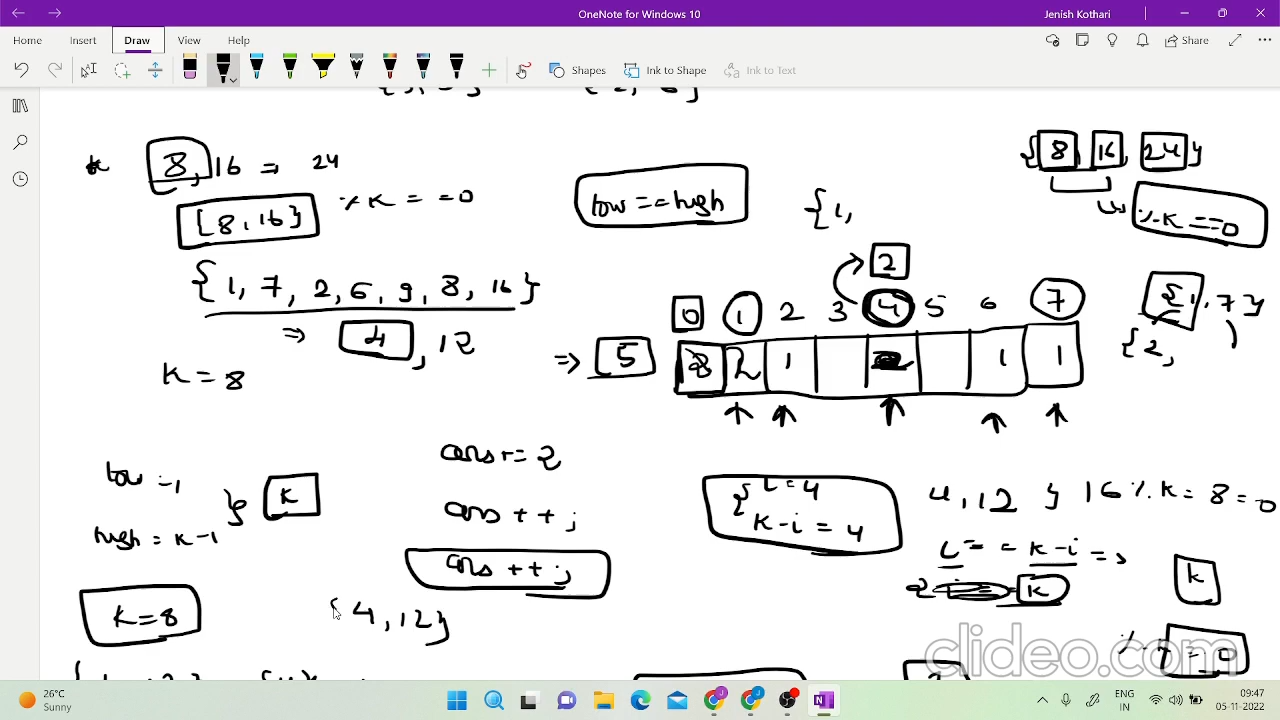 OneNote for Windows 10
Jenish Kothari
Home Insert Draw View Help
Share
Shapes Ink to Shape Ink to Text
8, 16 => 24
[8, 16}
% K = =0
low == high
{1,
{ 8, 16, 24 }
% K ==0
{1, 7, 2, 6, 9, 8, 16}
=> 4, 12
K = 8
2
0 1 2 3 4 5 6 7
{1, 7}
{2, )
=> 5
2 1 1 1
low =1
high = K-1
} K
ans += 2
ans ++;
ans ++;
{ i=4
K-i = 4
4, 12 } 16 % K = 8 = 0
i = = K-i =>
K
K
K=8
{4, 12}
= 0
clideo.com
26°C
Sunny
ENG
IN
09:47
05-11-2022